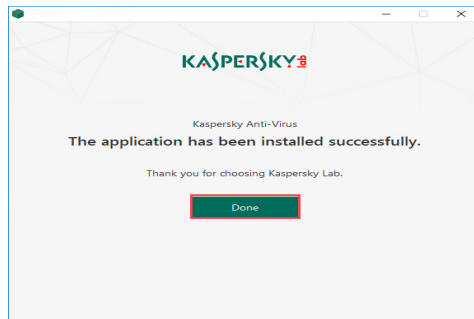 KASPERSKY lab
Kaspersky Anti-Virus
The application has been installed successfully.
Thank you for choosing Kaspersky Lab.
Done